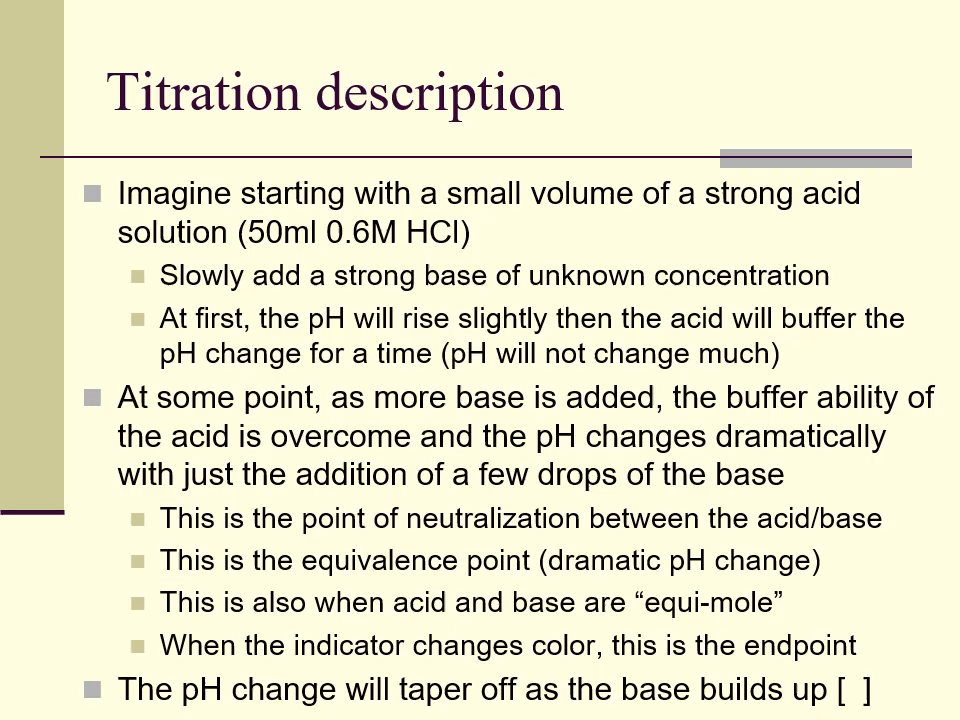 Titration description
Imagine starting with a small volume of a strong acid
solution (50ml 0.6M HCl)
Slowly add a strong base of unknown concentration
At first, the pH will rise slightly then the acid will buffer the
pH change for a time (pH will not change much)
At some point, as more base is added, the buffer ability of
the acid is overcome and the pH changes dramatically
with just the addition of a few drops of the base
This is the point of neutralization between the acid/base
This is the equivalence point (dramatic pH change)
This is also when acid and base are “equi-mole”
When the indicator changes color, this is the endpoint
The pH change will taper off as the base builds up [  ]